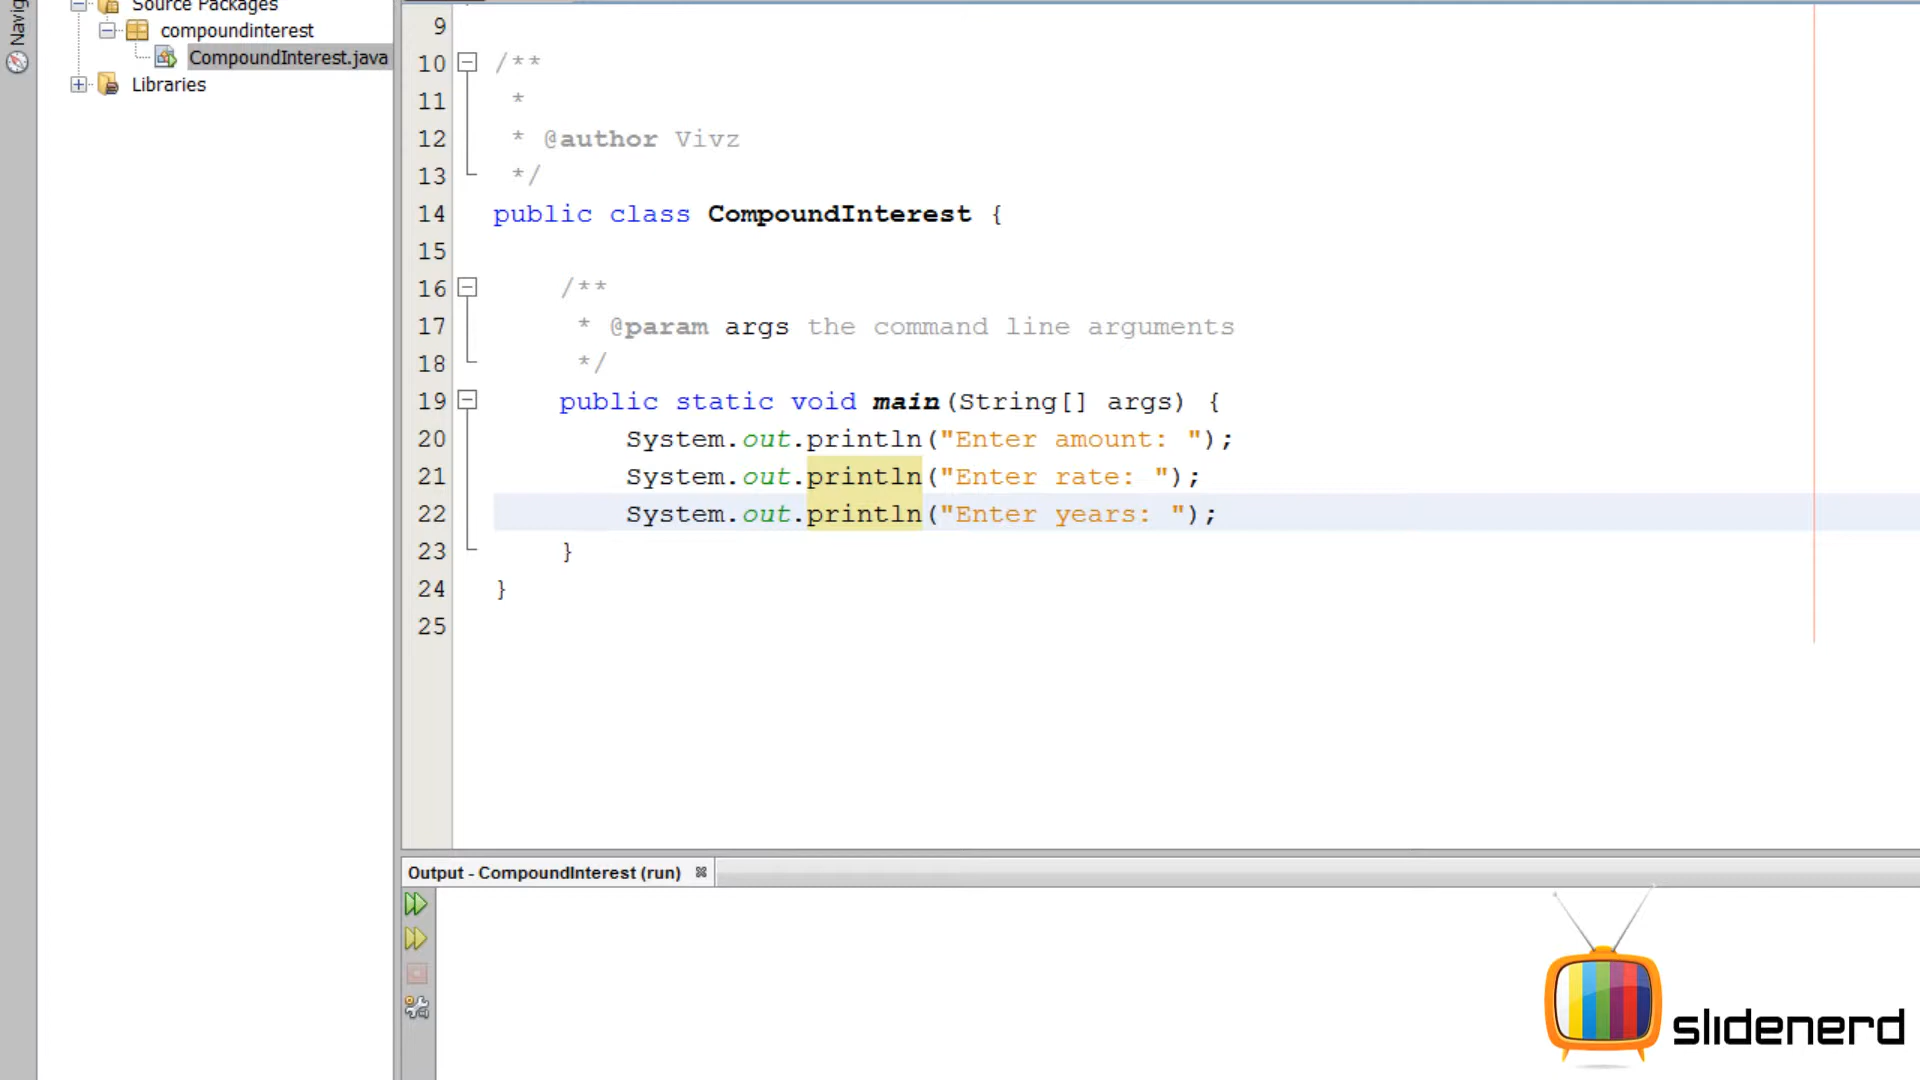 Navig
Source Packages
compoundinterest
CompoundInterest.java
Libraries
9
10 /**
11 *
12 * @author Vivz
13 */
14 public class CompoundInterest {
15
16 /**
17 * @param args the command line arguments
18 */
19 public static void main(String[] args) {
20 System.out.println("Enter amount: ");
21 System.out.println("Enter rate: ");
22 System.out.println("Enter years: ");
23 }
24 }
25
Output - CompoundInterest (run)
slidenerd